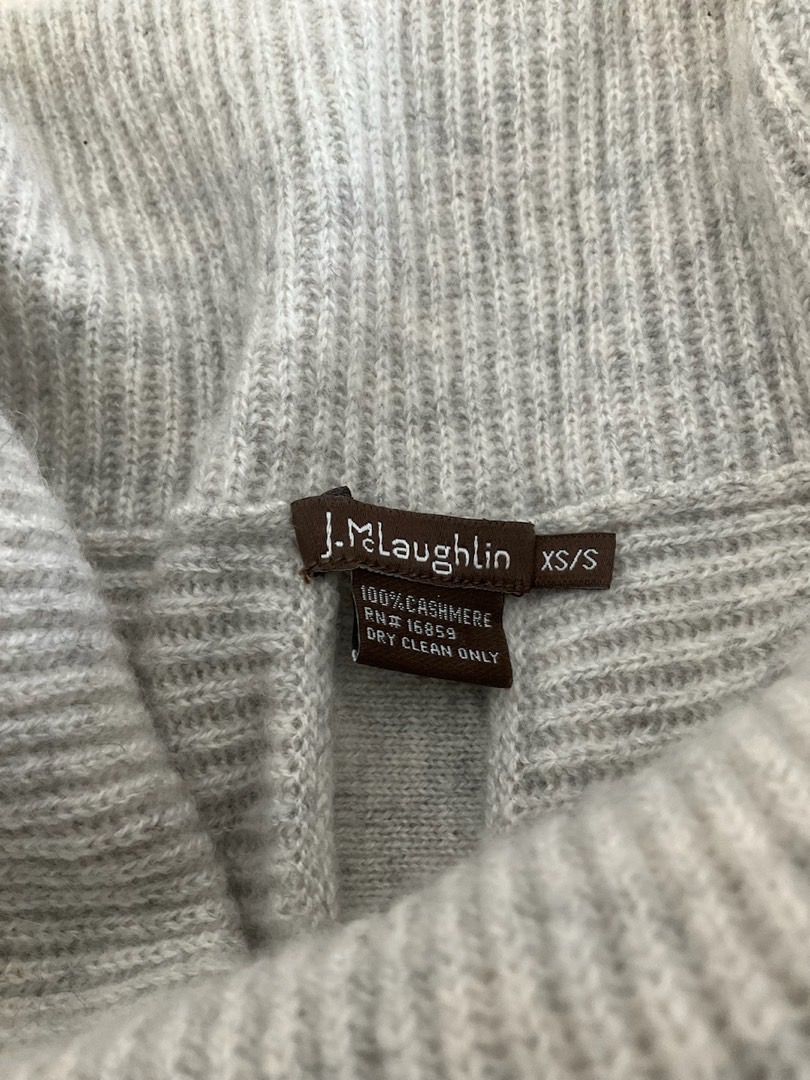 J.McLaughlin
XS/S
100%CASHMERE
RN# 16859
DRY CLEAN ONLY